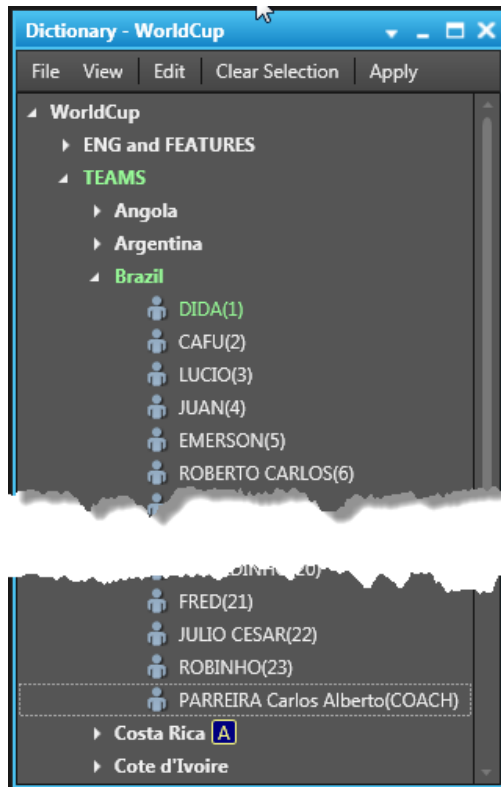 Dictionary - WorldCup
File View Edit Clear Selection Apply
WorldCup
ENG and FEATURES
TEAMS
Angola
Argentina
Brazil
DIDA(1)
CAFU(2)
LUCIO(3)
JUAN(4)
EMERSON(5)
ROBERTO CARLOS(6)
FRED(21)
JULIO CESAR(22)
ROBINHO(23)
PARREIRA Carlos Alberto(COACH)
Costa Rica A
Cote d'Ivoire